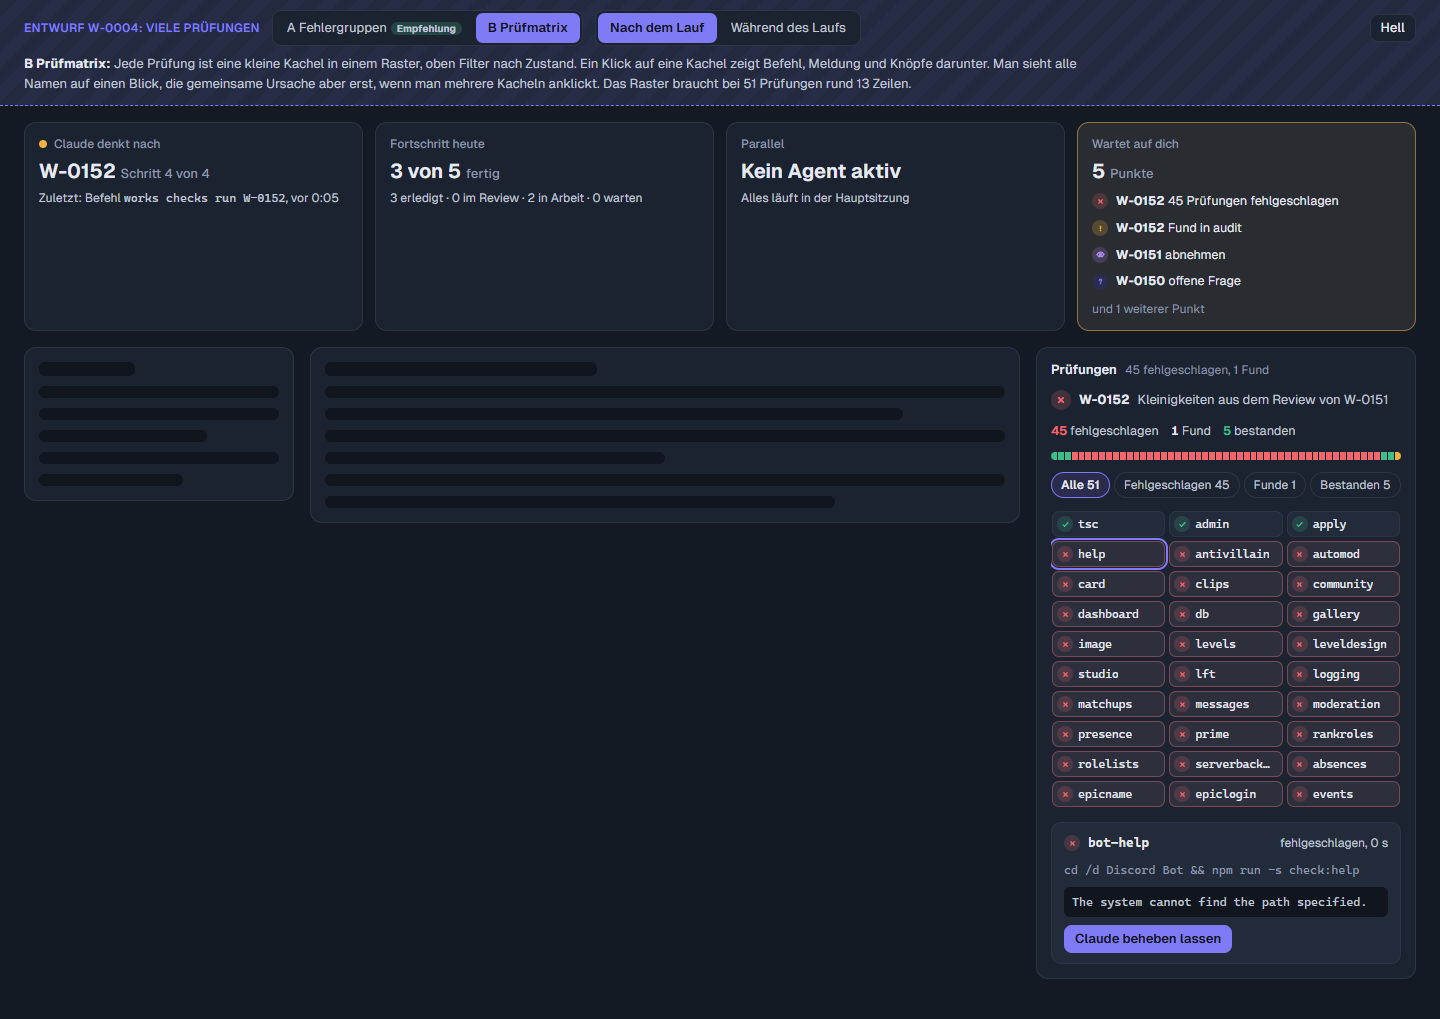 ENTWURF W-0004: VIELE PRÜFUNGEN
A Fehlergruppen Empfehlung
B Prüfmatrix
Nach dem Lauf
Während des Laufs
Hell
B Prüfmatrix: Jede Prüfung ist eine kleine Kachel in einem Raster, oben Filter nach Zustand. Ein Klick auf eine Kachel zeigt Befehl, Meldung und Knöpfe darunter. Man sieht alle
Namen auf einen Blick, die gemeinsame Ursache aber erst, wenn man mehrere Kacheln anklickt. Das Raster braucht bei 51 Prüfungen rund 13 Zeilen.
Claude denkt nach
W-0152 Schritt 4 von 4
Zuletzt: Befehl works checks run W-0152, vor 0:05
Fortschritt heute
3 von 5 fertig
3 erledigt · 0 im Review · 2 in Arbeit · 0 warten
Parallel
Kein Agent aktiv
Alles läuft in der Hauptsitzung
Wartet auf dich
5 Punkte
W-0152 45 Prüfungen fehlgeschlagen
W-0152 Fund in audit
W-0151 abnehmen
W-0150 offene Frage
und 1 weiterer Punkt
Prüfungen 45 fehlgeschlagen, 1 Fund
W-0152 Kleinigkeiten aus dem Review von W-0151
45 fehlgeschlagen 1 Fund 5 bestanden
Alle 51 Fehlgeschlagen 45 Funde 1 Bestanden 5
tsc admin apply
help antivillain automod
card clips community
dashboard db gallery
image levels leveldesign
studio lft logging
matchups messages moderation
presence prime rankroles
rolelists serverback… absences
epicname epiclogin events
bot-help fehlgeschlagen, 0 s
cd /d Discord Bot && npm run -s check:help
The system cannot find the path specified.
Claude beheben lassen